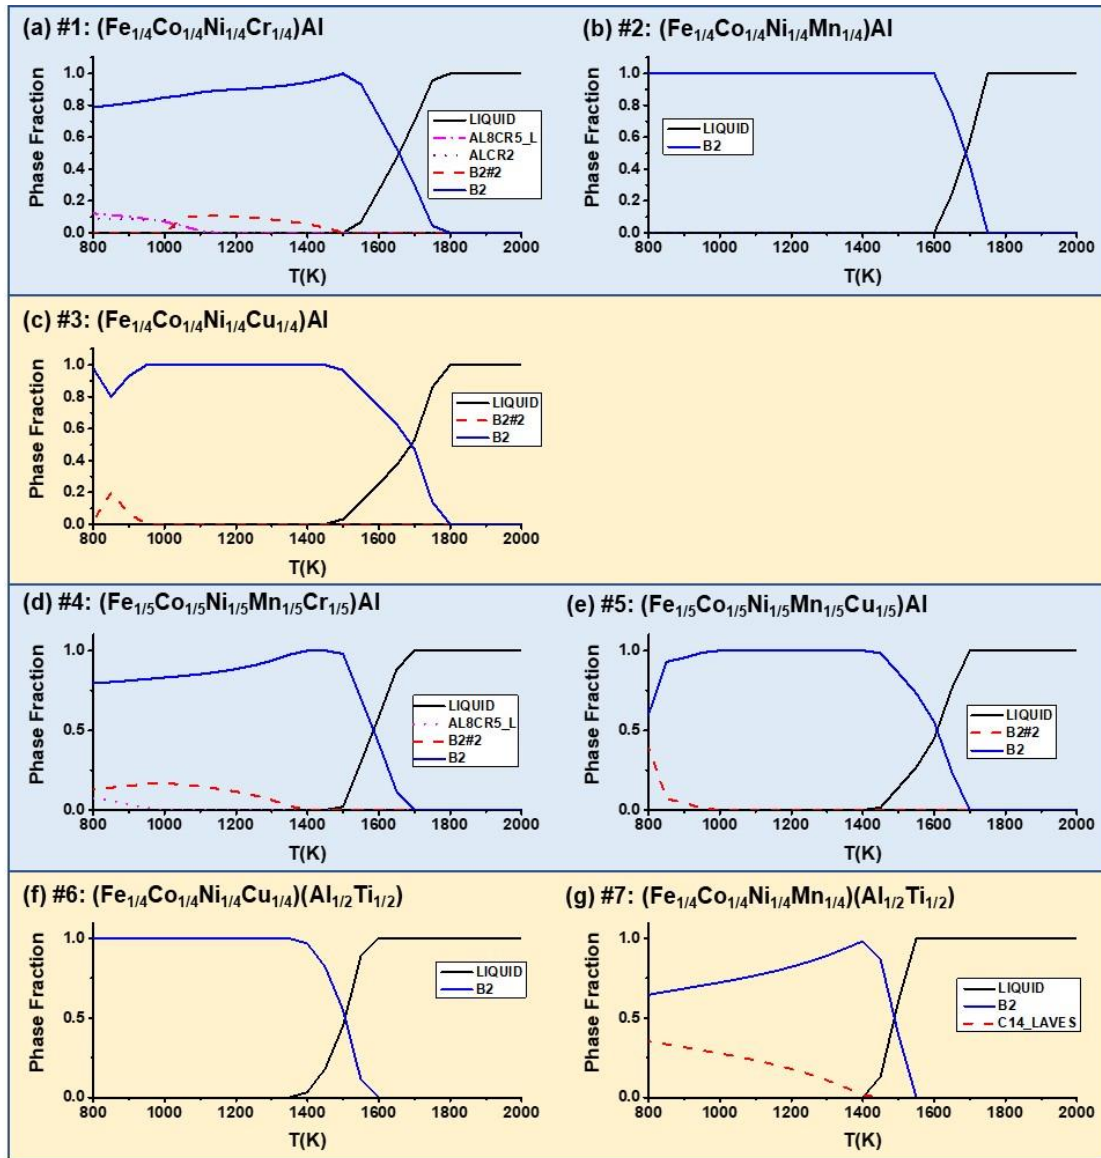 (a) #1: (Fe1/4Co1/4Ni1/4Cr1/4)Al
Phase Fraction
1.0
0.8
0.6
0.4
0.2
0.0
LIQUID
AL8CR5_L
ALCR2
B2#2
B2
800 1000 1200 1400 1600 1800 2000
T(K)
(b) #2: (Fe1/4Co1/4Ni1/4Mn1/4)Al
Phase Fraction
1.0
0.8
0.6
0.4
0.2
0.0
LIQUID
B2
800 1000 1200 1400 1600 1800 2000
T(K)
(c) #3: (Fe1/4Co1/4Ni1/4Cu1/4)Al
Phase Fraction
1.0
0.8
0.6
0.4
0.2
0.0
LIQUID
B2#2
B2
800 1000 1200 1400 1600 1800 2000
T(K)
(d) #4: (Fe1/5Co1/5Ni1/5Mn1/5Cr1/5)Al
Phase Fraction
1.0
0.5
0.0
LIQUID
AL8CR5_L
B2#2
B2
800 1000 1200 1400 1600 1800 2000
T(K)
(e) #5: (Fe1/5Co1/5Ni1/5Mn1/5Cu1/5)Al
Phase Fraction
1.0
0.5
0.0
LIQUID
B2#2
B2
800 1000 1200 1400 1600 1800 2000
T(K)
(f) #6: (Fe1/4Co1/4Ni1/4Cu1/4)(Al1/2Ti1/2)
Phase Fraction
1.0
0.5
0.0
LIQUID
B2
800 1000 1200 1400 1600 1800 2000
T(K)
(g) #7: (Fe1/4Co1/4Ni1/4Mn1/4)(Al1/2Ti1/2)
Phase Fraction
1.0
0.5
0.0
LIQUID
B2
C14_LAVES
800 1000 1200 1400 1600 1800 2000
T(K)